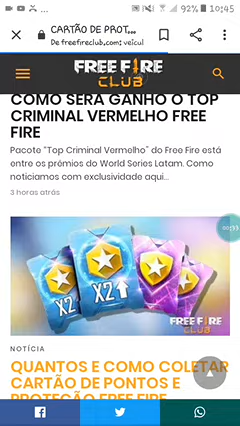 92% 10:45
CARTÃO DE PROT...
De freefireclub.com: veícul
FREE FIRE
CLUB
COMO SERÁ GANHO O TOP
CRIMINAL VERMELHO FREE
FIRE
Pacote "Top Criminal Vermelho" do Free Fire está
entre os prémios do World Series Latam. Como
noticiamos com exclusividade aqui...
3 horas atrás
X2
X2
FREE FIRE
CLUB
NOTÍCIA
QUANTOS E COMO COLETAR
CARTÃO DE PONTOS E
PROTEÇÃO FREE FIRE